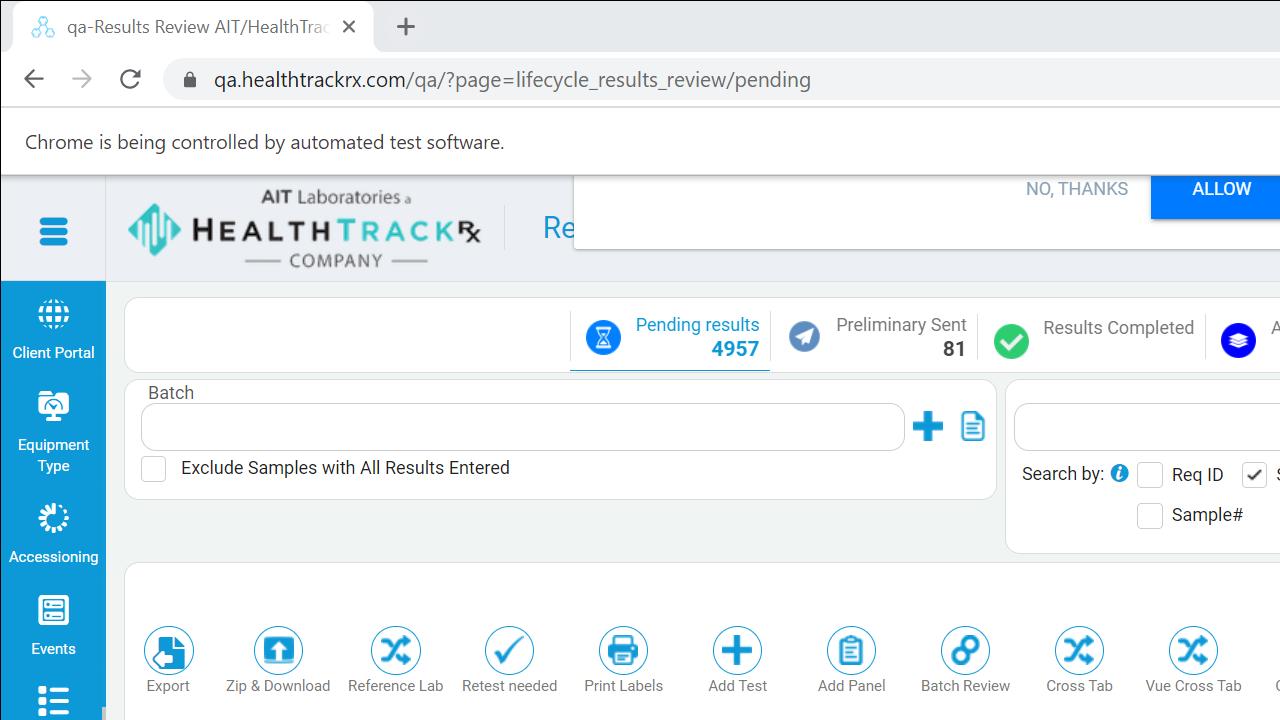 qa-Results Review AIT/HealthTrac
qa.healthtrackrx.com/qa/?page=lifecycle_results_review/pending
Chrome is being controlled by automated test software.
NO, THANKS
ALLOW
AIT Laboratories a
HEALTHTRACKRX
COMPANY
Re
Client Portal
Equipment
Type
Accessioning
Events
Pending results
4957
Preliminary Sent
81
Results Completed
A
Batch
Exclude Samples with All Results Entered
Search by:
Req ID
Sample#
Export
Zip & Download
Reference Lab
Retest needed
Print Labels
Add Test
Add Panel
Batch Review
Cross Tab
Vue Cross Tab